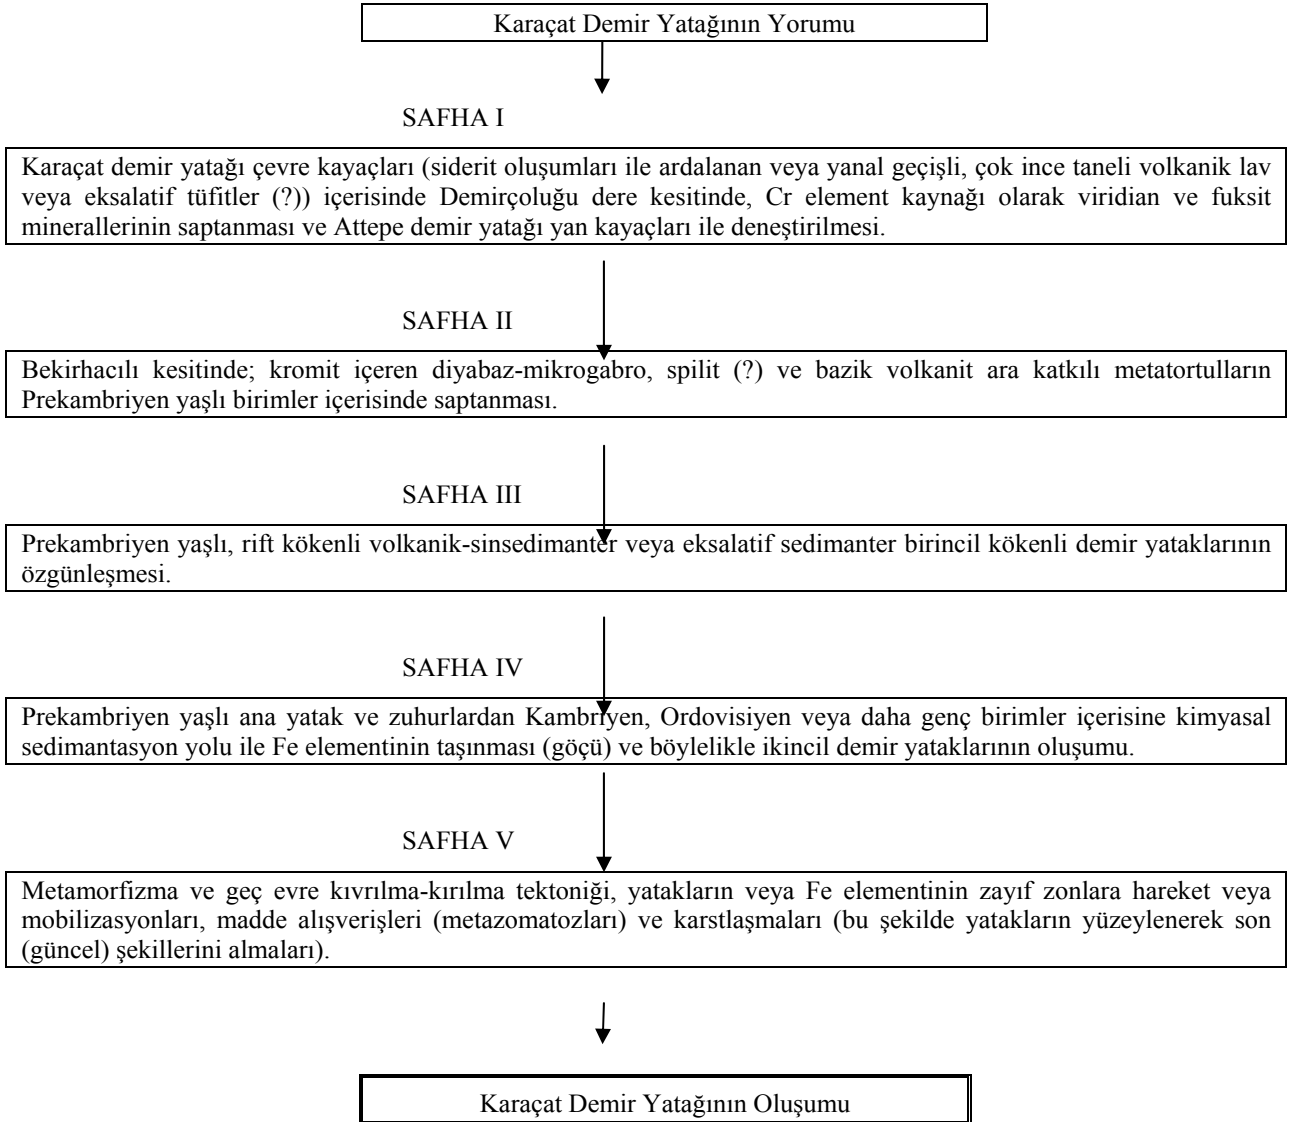 Karaçat Demir Yatağının Yorumu
SAFHA I
Karaçat demir yatağı çevre kayaçları (siderit oluşumları ile ardalanan veya yanal geçişli, çok ince taneli volkanik lav
veya eksalatif tüfitler (?)) içerisinde Demirçoluğu dere kesitinde, Cr element kaynağı olarak viridian ve fuksit
minerallerinin saptanması ve Attepe demir yatağı yan kayaçları ile deneştirilmesi.
SAFHA II
Bekirhacılı kesitinde; kromit içeren diyabaz-mikrogabro, spilit (?) ve bazik volkanit ara katkılı metatortulların
Prekambriyen yaşlı birimler içerisinde saptanması.
SAFHA III
Prekambriyen yaşlı, rift kökenli volkanik-sinsedimanter veya eksalatif sedimanter birincil kökenli demir yataklarının
özgünleşmesi.
SAFHA IV
Prekambriyen yaşlı ana yatak ve zuhurlardan Kambriyen, Ordovisiyen veya daha genç birimler içerisine kimyasal
sedimantasyon yolu ile Fe elementinin taşınması (göçü) ve böylelikle ikincil demir yataklarının oluşumu.
SAFHA V
Metamorfizma ve geç evre kıvrılma-kırılma tektoniği, yatakların veya Fe elementinin zayıf zonlara hareket veya
mobilizasyonları, madde alışverişleri (metazomatozları) ve karstlaşmaları (bu şekilde yatakların yüzeylenerek son
(güncel) şekillerini almaları).
Karaçat Demir Yatağının Oluşumu